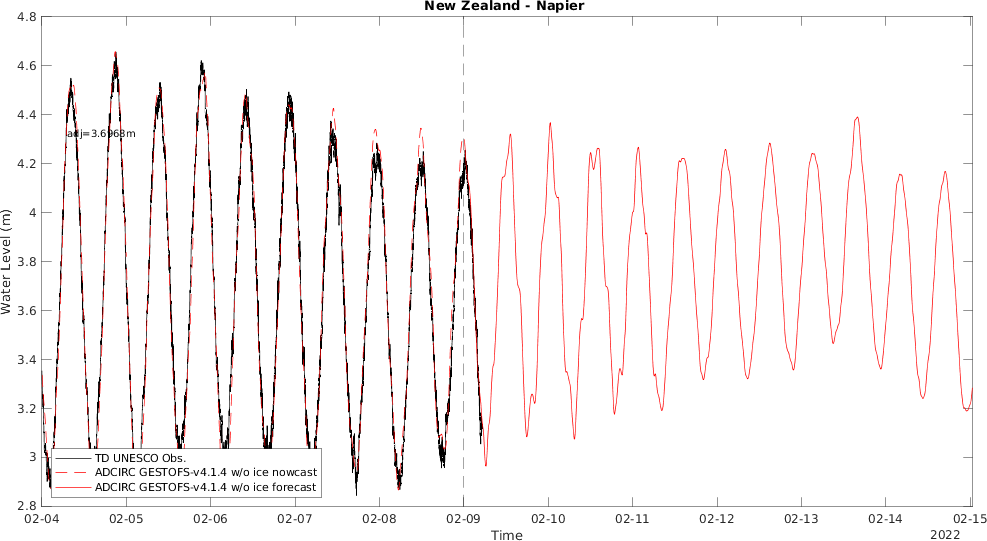 New Zealand - Napier
4.8
4.6
4.4
4.2
4
3.8
3.6
3.4
3.2
3
2.8
Water Level (m)
adj=3.6963m
TD UNESCO Obs.
ADCIRC GESTOFS-v4.1.4 w/o ice nowcast
ADCIRC GESTOFS-v4.1.4 w/o ice forecast
02-04 02-05 02-06 02-07 02-08 02-09 02-10 02-11 02-12 02-13 02-14 02-15
Time
2022